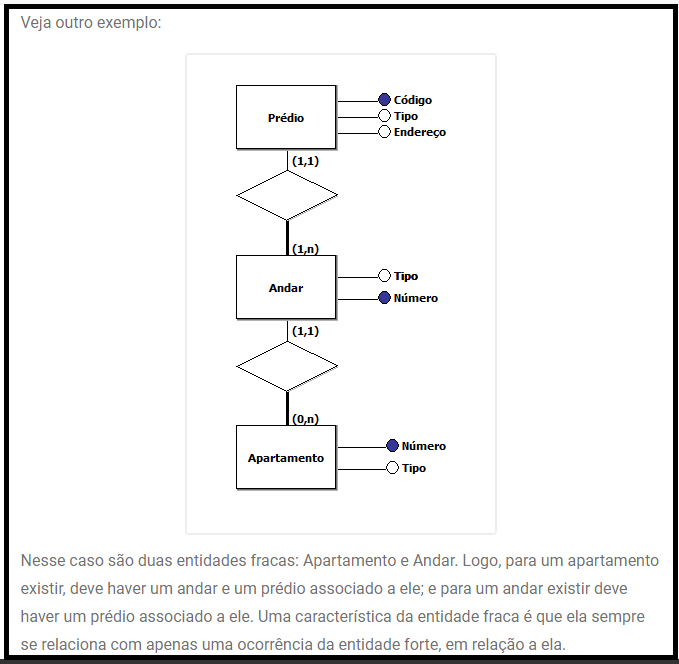 Veja outro exemplo:
Prédio
Código
Tipo
Endereço
(1,1)
(1,n)
Andar
Tipo
Número
(1,1)
(0,n)
Apartamento
Número
Tipo
Nesse caso são duas entidades fracas: Apartamento e Andar. Logo, para um apartamento
existir, deve haver um andar e um prédio associado a ele; e para um andar existir deve
haver um prédio associado a ele. Uma característica da entidade fraca é que ela sempre
se relaciona com apenas uma ocorrência da entidade forte, em relação a ela.